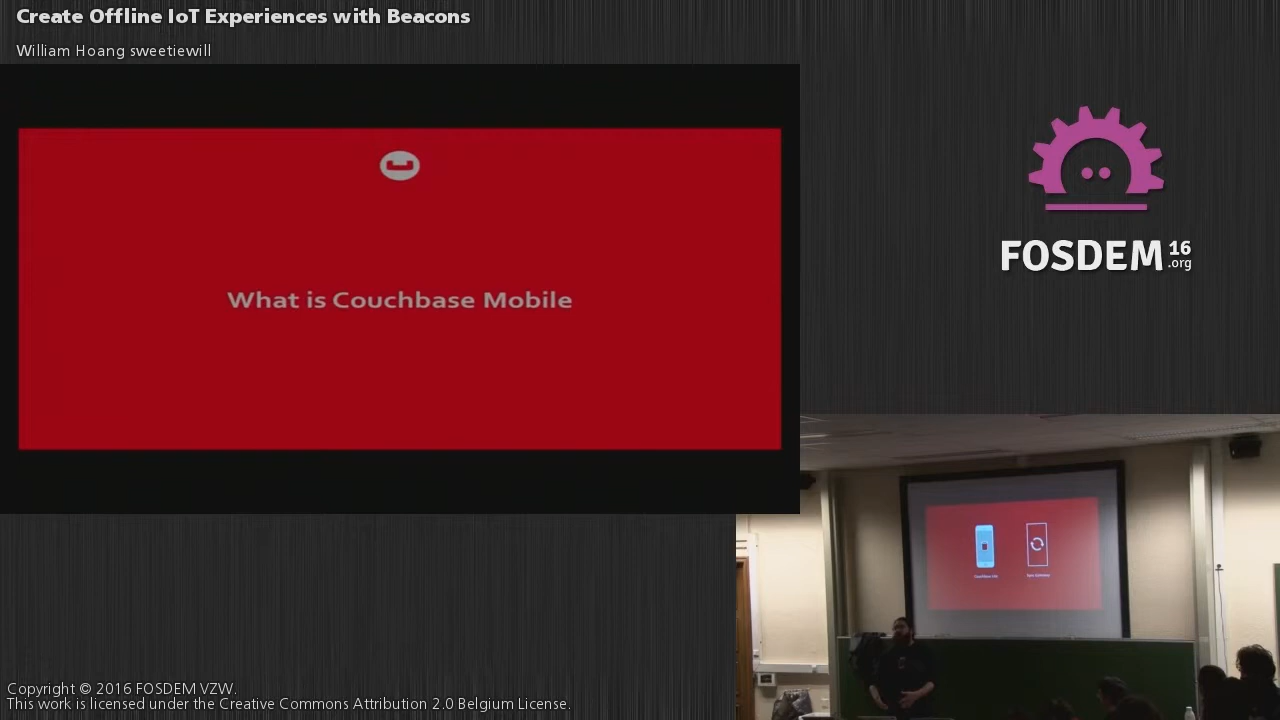 Create Offline IoT Experiences with Beacons
William Hoang sweetiewill
What is Couchbase Mobile
FOSDEM 16
.org
Copyright © 2016 FOSDEM VZW.
This work is licensed under the Creative Commons Attribution 2.0 Belgium License.